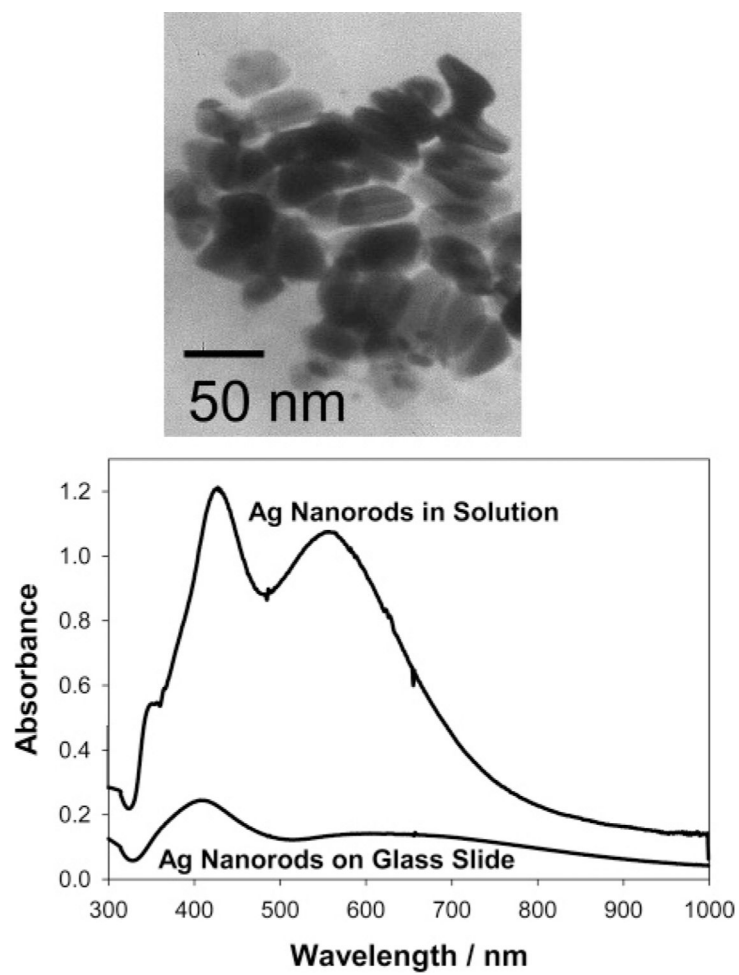 50 nm
1.2
1.0
0.8
0.6
0.4
0.2
0.0
Absorbance
Ag Nanorods in Solution
Ag Nanorods on Glass Slide
300 400 500 600 700 800 900 1000
Wavelength / nm